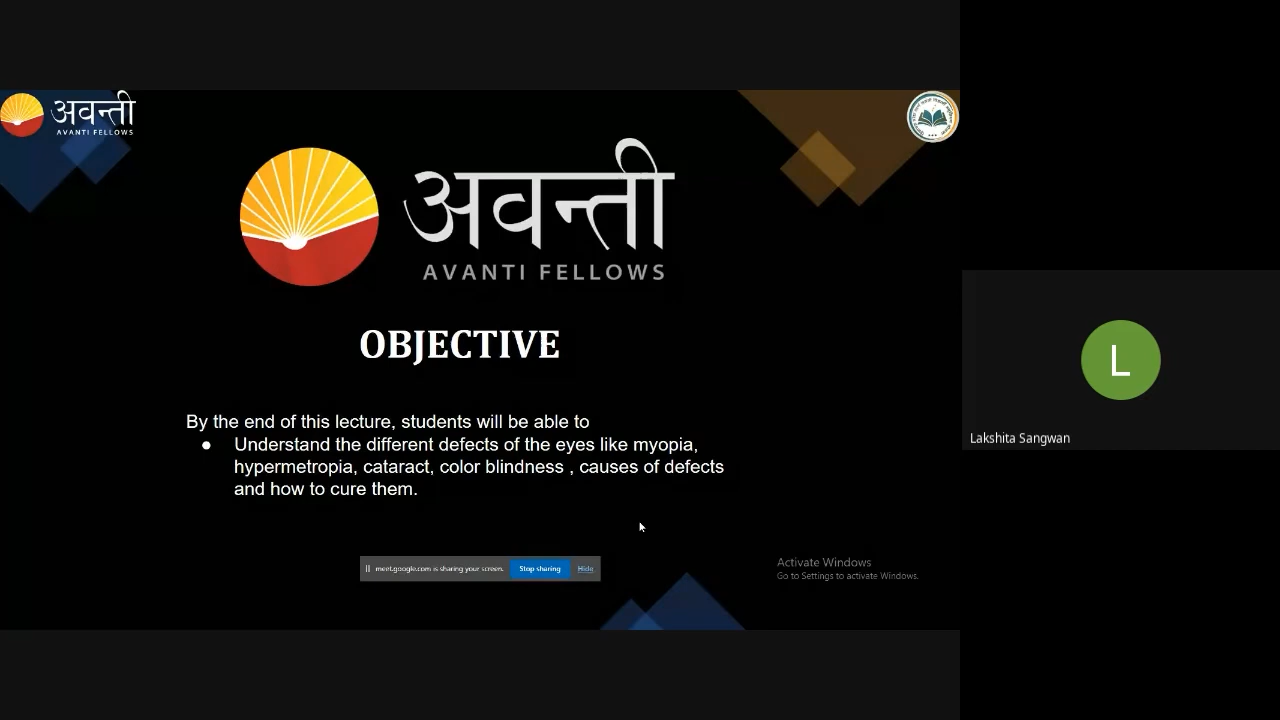 अवन्ती
AVANTI FELLOWS
अवन्ती
AVANTI FELLOWS
OBJECTIVE
By the end of this lecture, students will be able to
● Understand the different defects of the eyes like myopia,
hypermetropia, cataract, color blindness , causes of defects
and how to cure them.
meet.google.com is sharing your screen. Stop sharing Hide
Activate Windows
Go to Settings to activate Windows.
L
Lakshita Sangwan